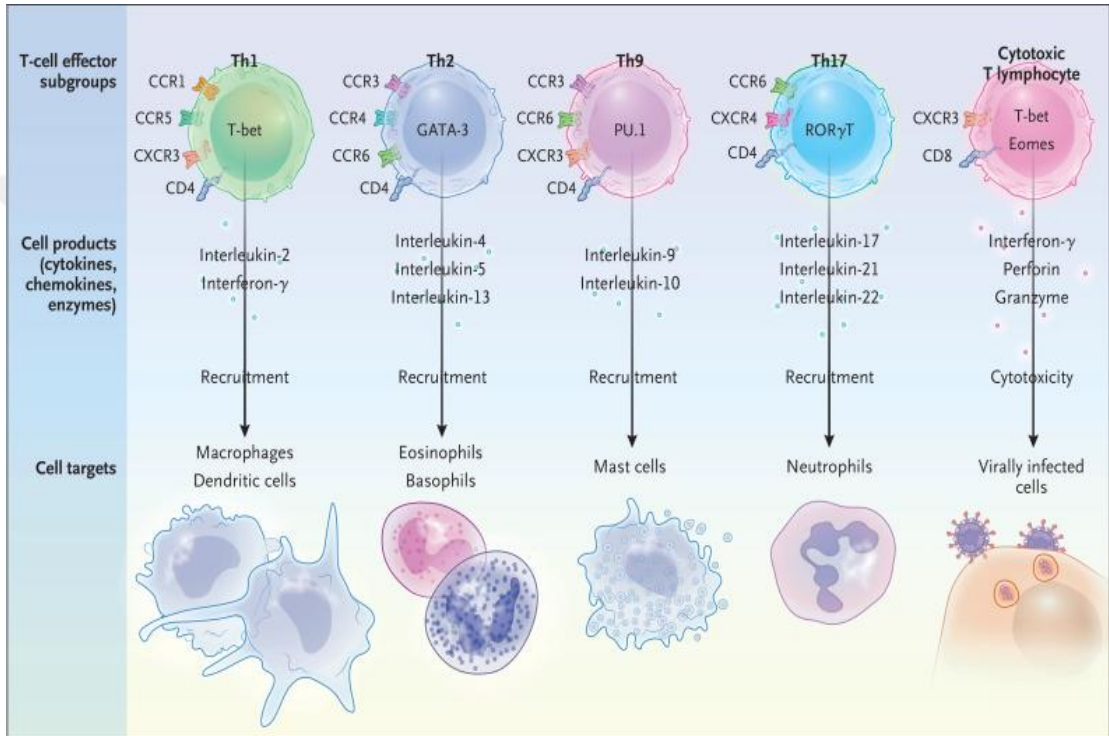 T-cell effector
subgroups
Th1
CCR1
CCR5
CXCR3
CD4
T-bet
Th2
CCR3
CCR4
CCR6
CD4
GATA-3
Th9
CCR3
CCR6
CXCR3
CD4
PU.1
Th17
CCR6
CXCR4
CD4
RORγT
Cytotoxic
T lymphocyte
CXCR3
CD8
T-bet
Eomes
Cell products
(cytokines,
chemokines,
enzymes)
Interleukin-2
Interferon-γ
Interleukin-4
Interleukin-5
Interleukin-13
Interleukin-9
Interleukin-10
Interleukin-17
Interleukin-21
Interleukin-22
Interferon-γ
Perforin
Granzyme
Recruitment
Recruitment
Recruitment
Recruitment
Cytotoxicity
Cell targets
Macrophages
Dendritic cells
Eosinophils
Basophils
Mast cells
Neutrophils
Virally infected
cells